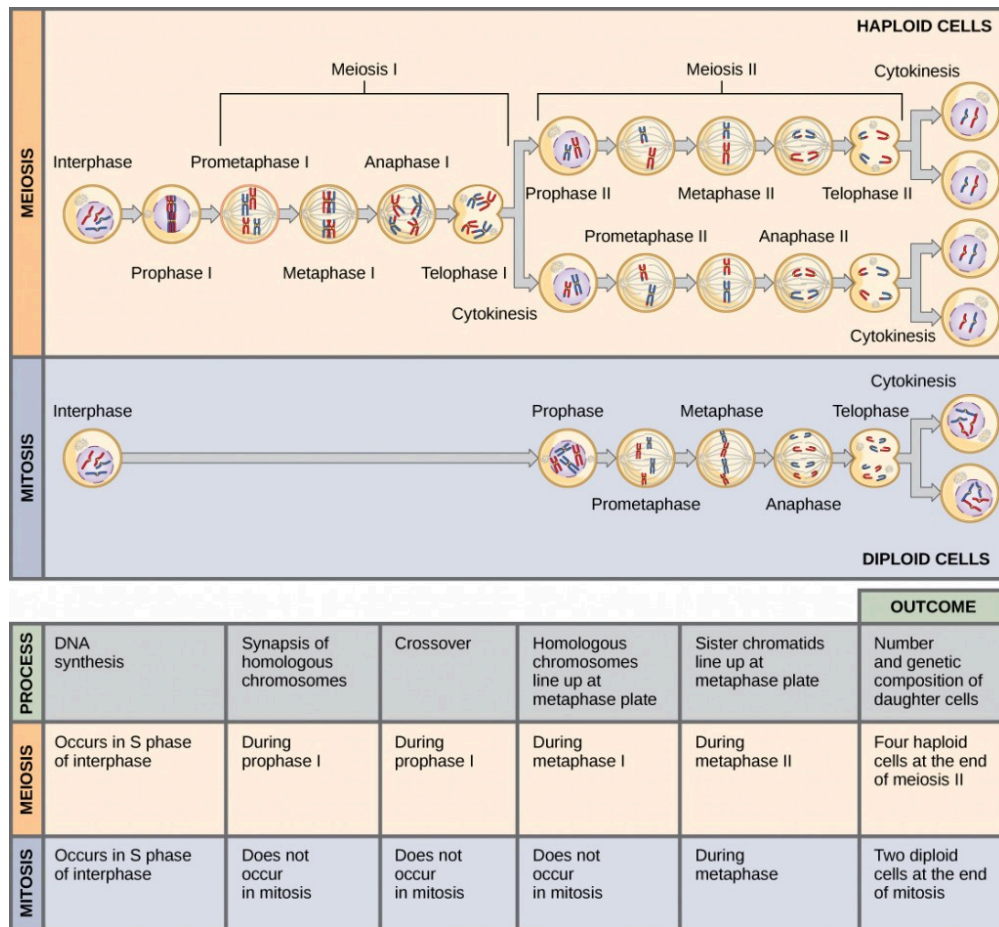 HAPLOID CELLS
MEIOSIS
Meiosis I
Meiosis II
Cytokinesis
Interphase
Prometaphase I
Anaphase I
Prophase II
Metaphase II
Telophase II
Prophase I
Metaphase I
Telophase I
Prometaphase II
Anaphase II
Cytokinesis
Cytokinesis
MITOSIS
Interphase
Prophase
Metaphase
Telophase
Cytokinesis
Prometaphase
Anaphase
DIPLOID CELLS
OUTCOME
PROCESS
DNA
synthesis
Synapsis of
homologous
chromosomes
Crossover
Homologous
chromosomes
line up at
metaphase plate
Sister chromatids
line up at
metaphase plate
Number
and genetic
composition of
daughter cells
MEIOSIS
Occurs in S phase
of interphase
During
prophase I
During
prophase I
During
metaphase I
During
metaphase II
Four haploid
cells at the end
of meiosis II
MITOSIS
Occurs in S phase
of interphase
Does not
occur
in mitosis
Does not
occur
in mitosis
Does not
occur
in mitosis
During
metaphase
Two diploid
cells at the end
of mitosis